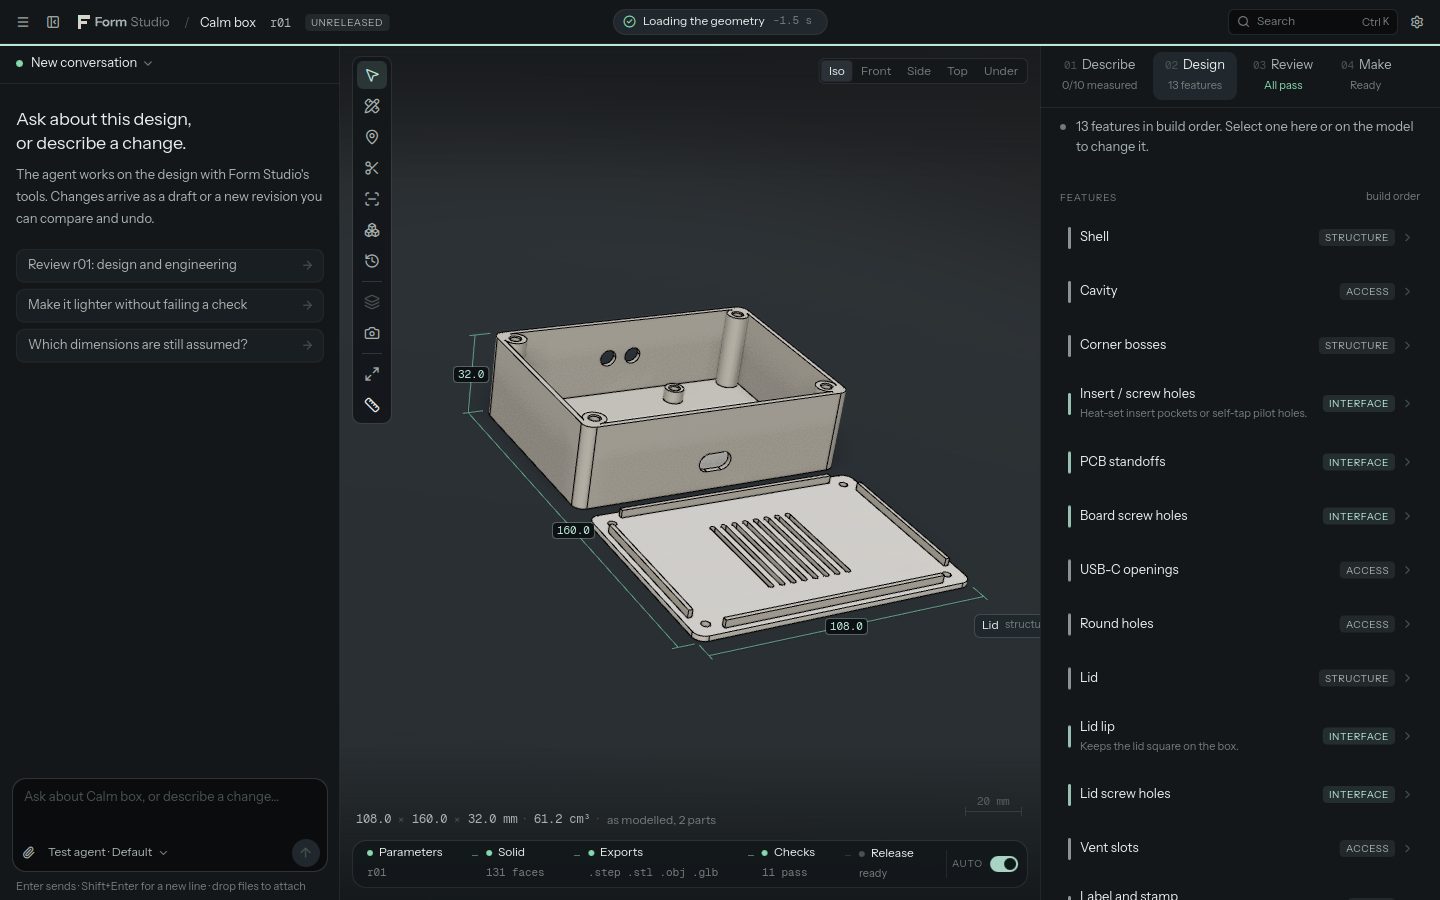 Form Studio / Calm box r01 UNRELEASED
Loading the geometry -1.5 s
Search Ctrl K
New conversation
Ask about this design,
or describe a change.
The agent works on the design with Form Studio's
tools. Changes arrive as a draft or a new revision you
can compare and undo.
Review r01: design and engineering
Make it lighter without failing a check
Which dimensions are still assumed?
Ask about Calm box, or describe a change...
Test agent · Default
Enter sends · Shift+Enter for a new line · drop files to attach
Iso Front Side Top Under
32.0
160.0
108.0
Lid structu
20 mm
108.0 × 160.0 × 32.0 mm · 61.2 cm³ · as modelled, 2 parts
Parameters
r01
Solid
131 faces
Exports
.step .stl .obj .glb
Checks
11 pass
Release
ready
AUTO
01 Describe
0/10 measured
02 Design
13 features
03 Review
All pass
04 Make
Ready
13 features in build order. Select one here or on the model
to change it.
FEATURES build order
Shell STRUCTURE
Cavity ACCESS
Corner bosses STRUCTURE
Insert / screw holes INTERFACE
Heat-set insert pockets or self-tap pilot holes.
PCB standoffs INTERFACE
Board screw holes INTERFACE
USB-C openings ACCESS
Round holes ACCESS
Lid STRUCTURE
Lid lip INTERFACE
Keeps the lid square on the box.
Lid screw holes INTERFACE
Vent slots ACCESS
Label and stamp